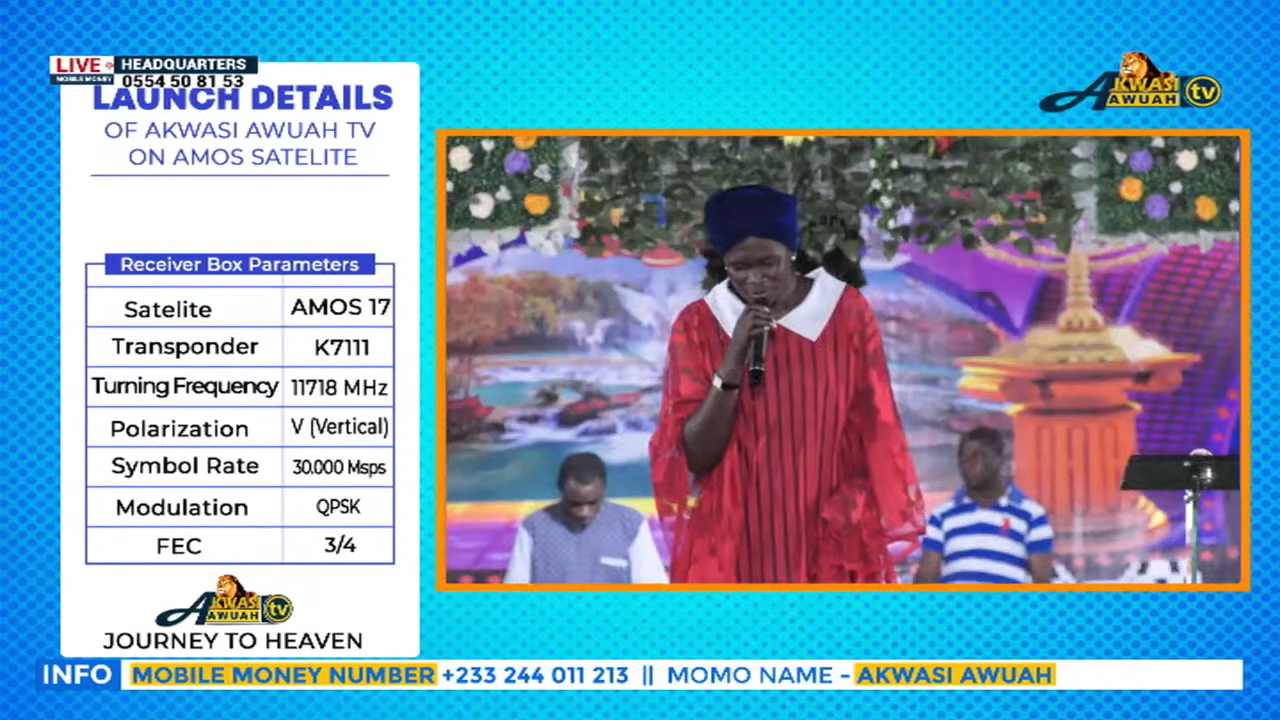 LIVE HEADQUARTERS
MOBILE MONEY 0554 50 81 53
LAUNCH DETAILS
OF AKWASI AWUAH TV
ON AMOS SATELITE
AKWASI AWUAH tv
Receiver Box Parameters
Satelite AMOS 17
Transponder K7111
Turning Frequency 11718 MHz
Polarization V (Vertical)
Symbol Rate 30.000 Msps
Modulation QPSK
FEC 3/4
AKWASI AWUAH tv
JOURNEY TO HEAVEN
INFO MOBILE MONEY NUMBER +233 244 011 213 || MOMO NAME - AKWASI AWUAH